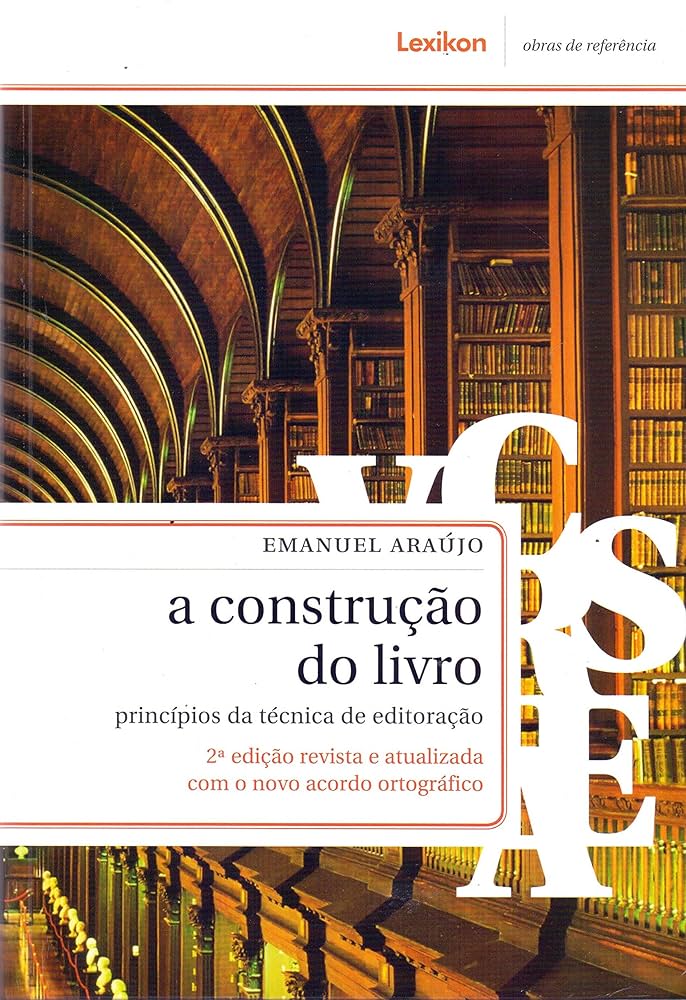 Lexikon
obras de referência
EMANUEL ARAÚJO
a construção
do livro
princípios da técnica de editoração
2ª edição revista e atualizada
com o novo acordo ortográfico
V C
R S
E
A